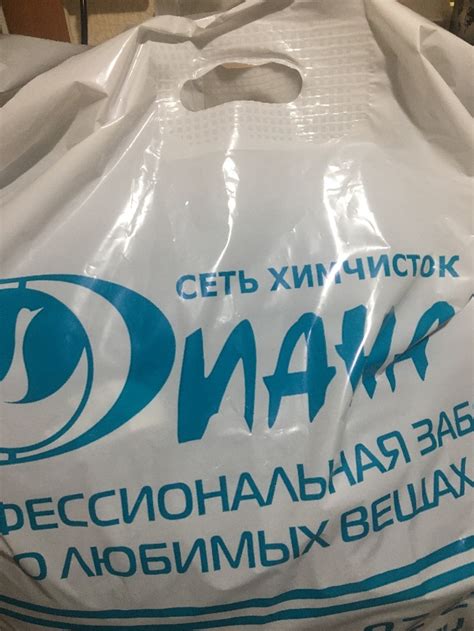 СЕТЬ ХИМЧИСТОК
ДИАНА
ФЕССИОНАЛЬНАЯ ЗАБ
О ЛЮБИМЫХ ВЕЩАХ